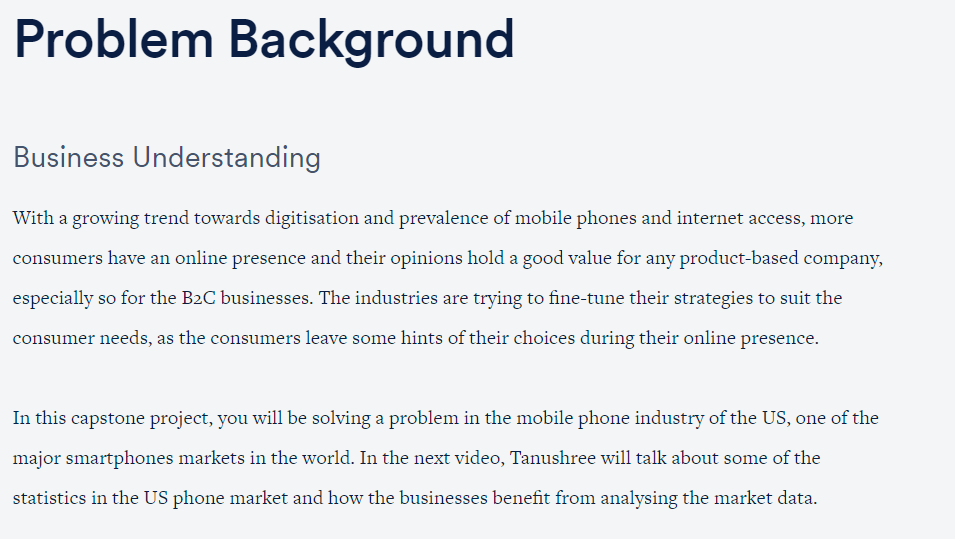 Problem Background
Business Understanding
With a growing trend towards digitisation and prevalence of mobile phones and internet access, more
consumers have an online presence and their opinions hold a good value for any product-based company,
especially so for the B2C businesses. The industries are trying to fine-tune their strategies to suit the
consumer needs, as the consumers leave some hints of their choices during their online presence.
In this capstone project, you will be solving a problem in the mobile phone industry of the US, one of the
major smartphones markets in the world. In the next video, Tanushree will talk about some of the
statistics in the US phone market and how the businesses benefit from analysing the market data.